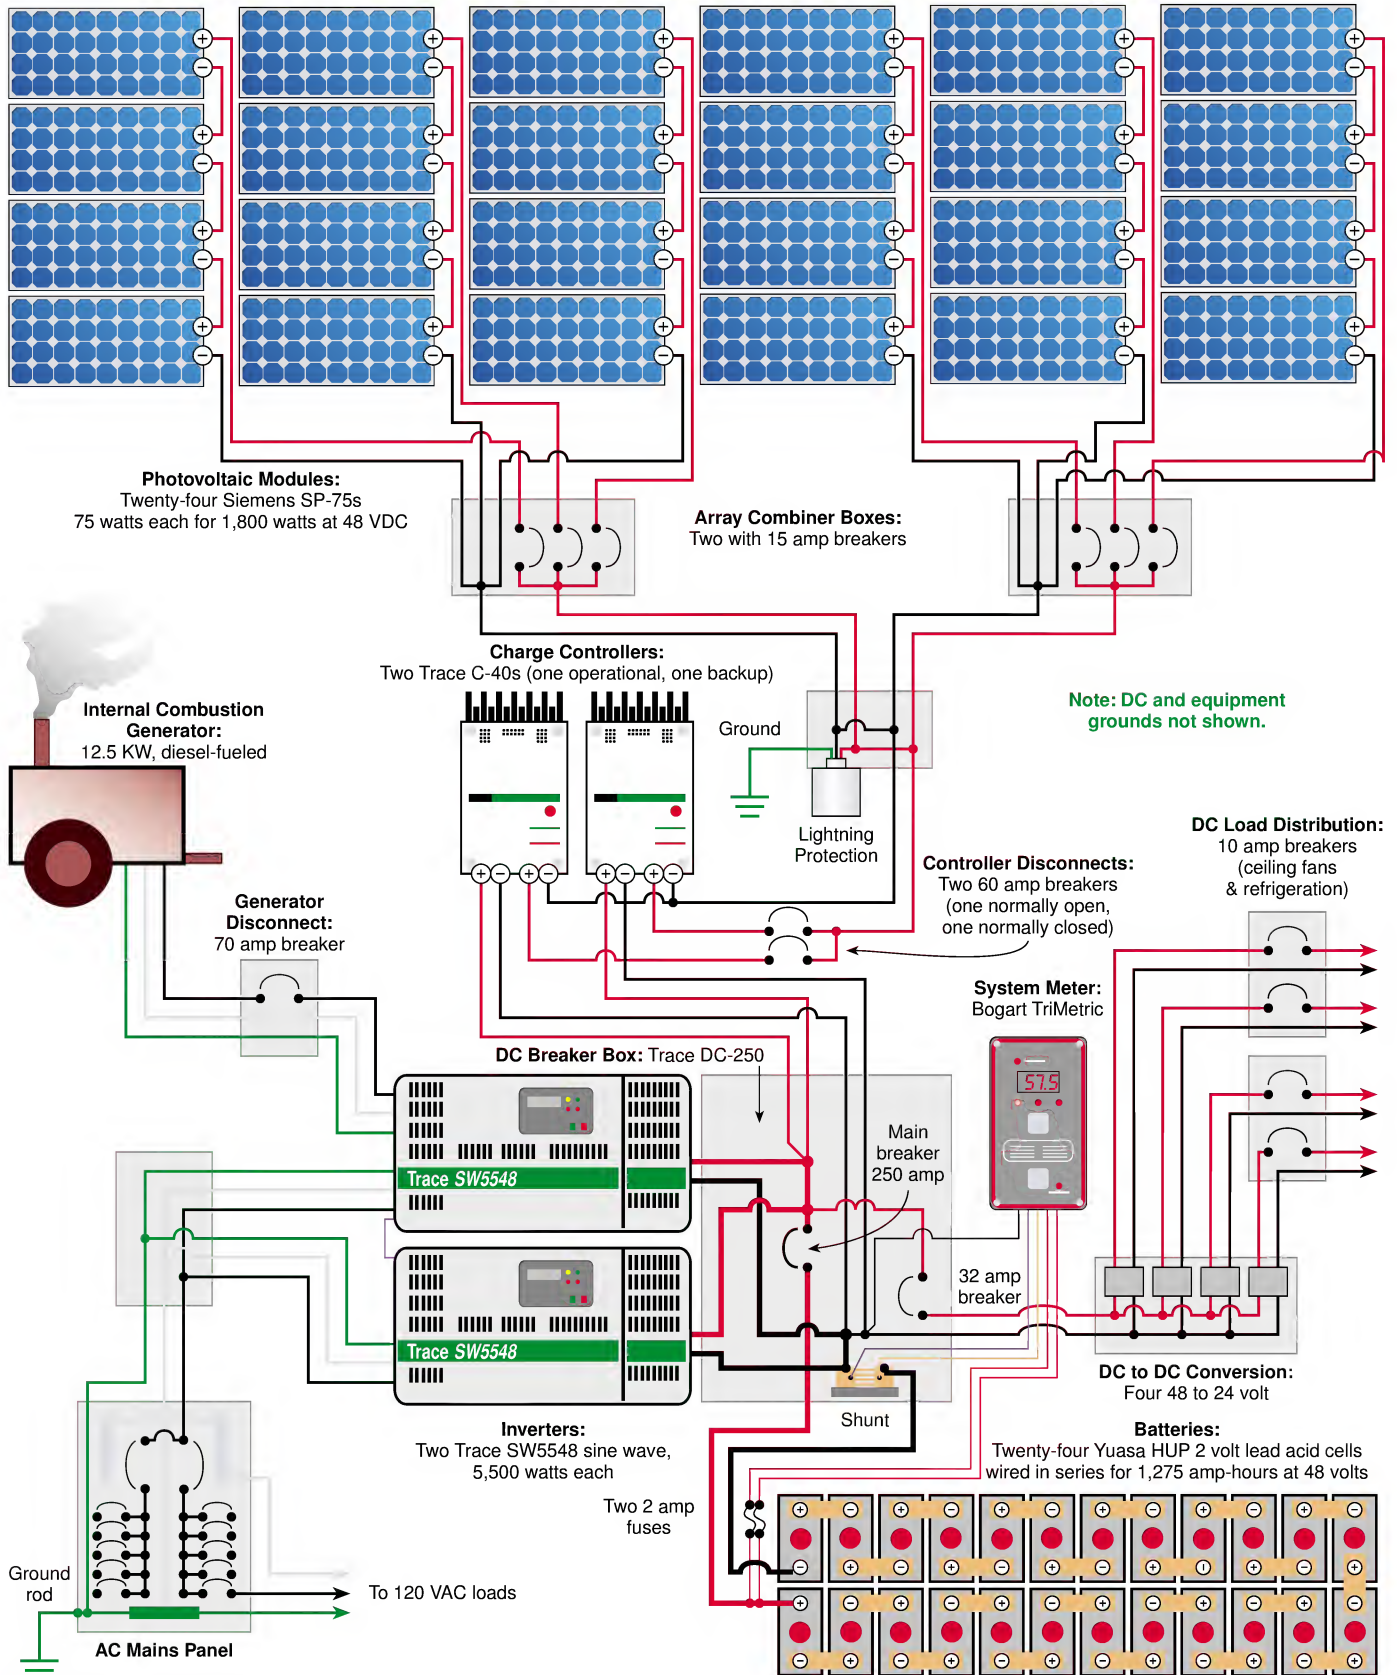 Photovoltaic Modules:
Twenty-four Siemens SP-75s
75 watts each for 1,800 watts at 48 VDC
Array Combiner Boxes:
Two with 15 amp breakers
Charge Controllers:
Two Trace C-40s (one operational, one backup)
Note: DC and equipment
grounds not shown.
Internal Combustion
Generator:
12.5 KW, diesel-fueled
Ground
Lightning
Protection
DC Load Distribution:
10 amp breakers
(ceiling fans
& refrigeration)
Controller Disconnects:
Two 60 amp breakers
(one normally open,
one normally closed)
Generator
Disconnect:
70 amp breaker
System Meter:
Bogart TriMetric
57.5
DC Breaker Box: Trace DC-250
Main
breaker
250 amp
Trace SW5548
32 amp
breaker
Trace SW5548
DC to DC Conversion:
Four 48 to 24 volt
Shunt
Inverters:
Two Trace SW5548 sine wave,
5,500 watts each
Batteries:
Twenty-four Yuasa HUP 2 volt lead acid cells
wired in series for 1,275 amp-hours at 48 volts
Two 2 amp
fuses
Ground
rod
To 120 VAC loads
AC Mains Panel